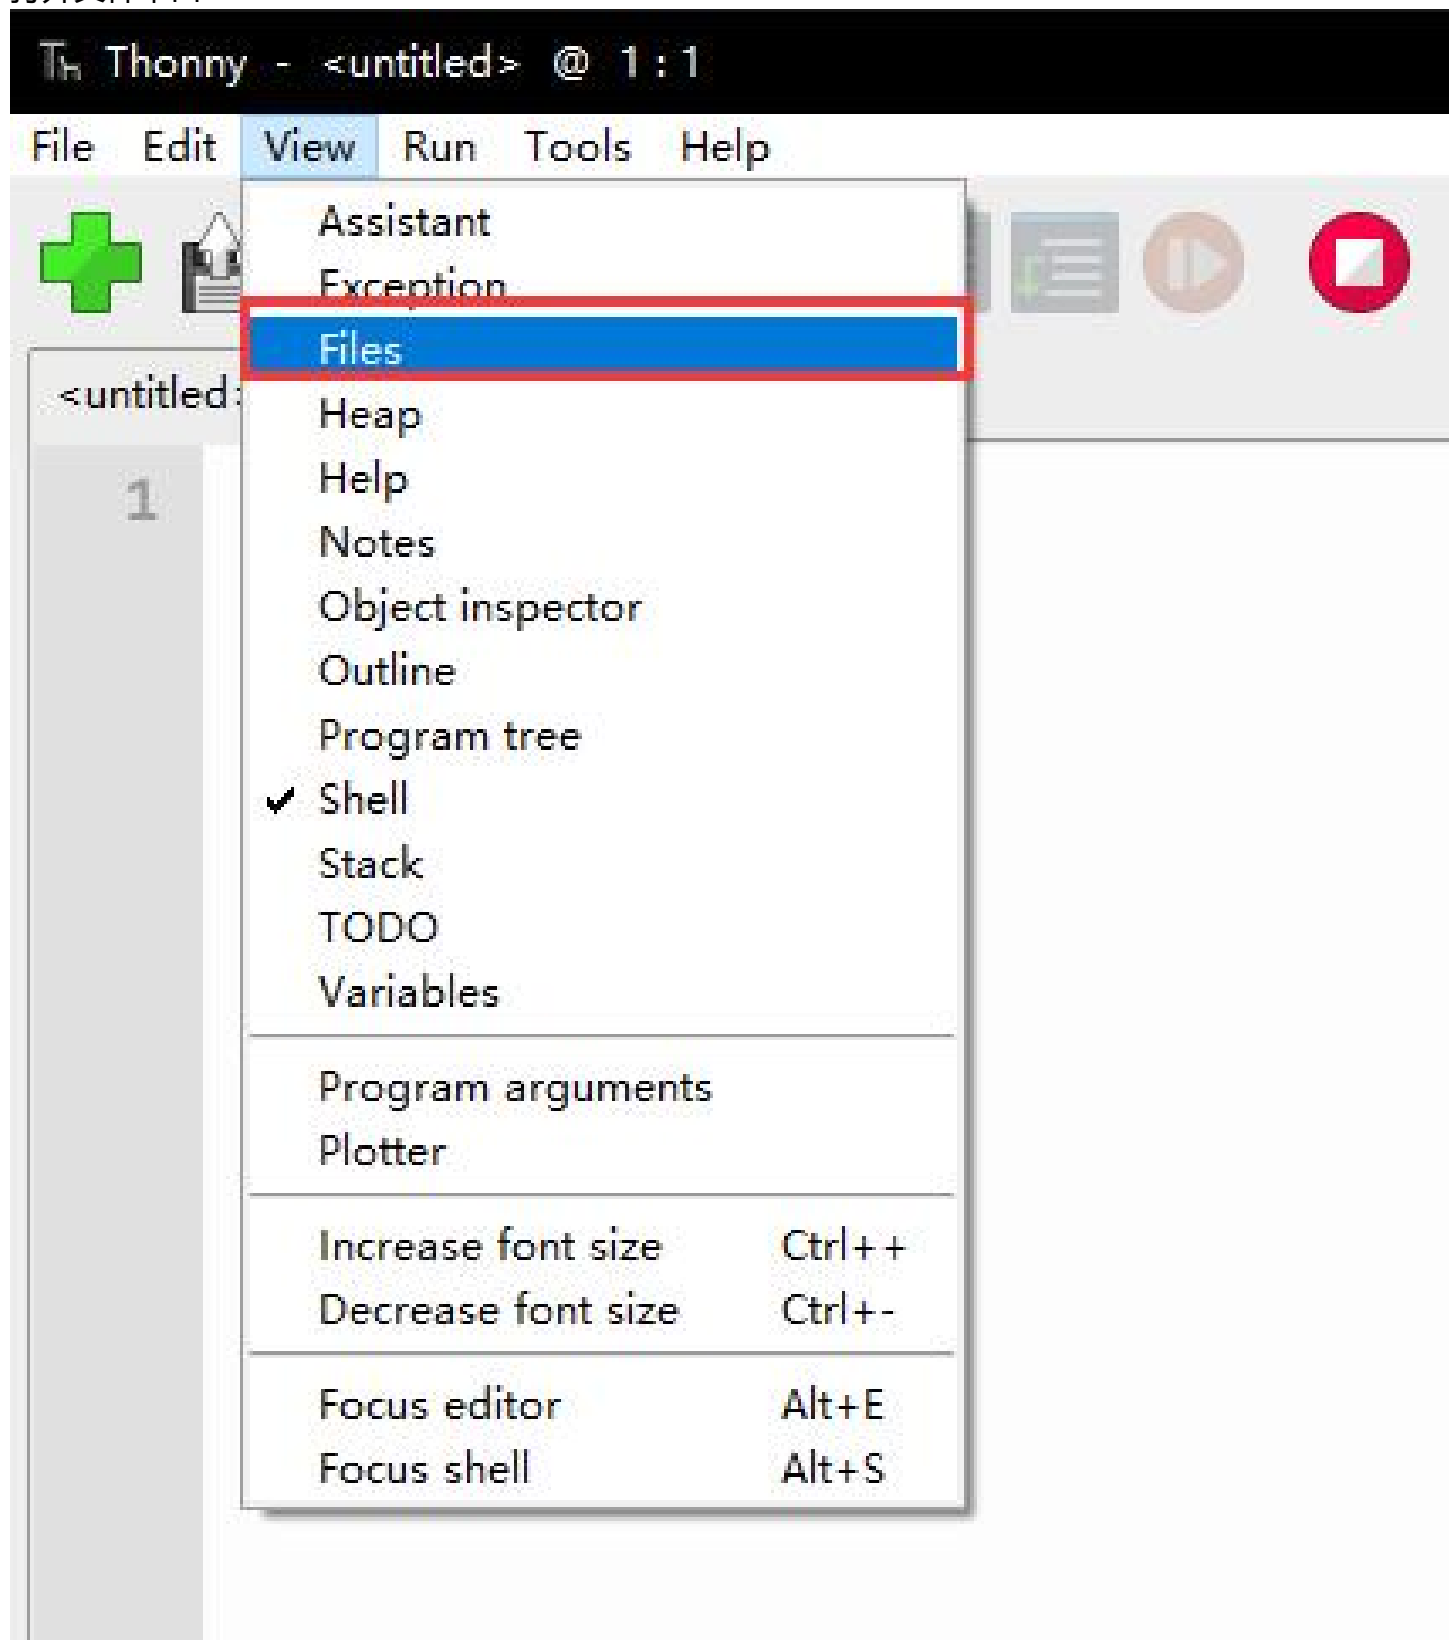 Th Thonny - <untitled> @ 1:1
File Edit View Run Tools Help
Assistant
Exception
Files
<untitled>
Heap
1
Help
Notes
Object inspector
Outline
Program tree
✓ Shell
Stack
TODO
Variables
Program arguments
Plotter
Increase font size Ctrl++
Decrease font size Ctrl+-
Focus editor Alt+E
Focus shell Alt+S